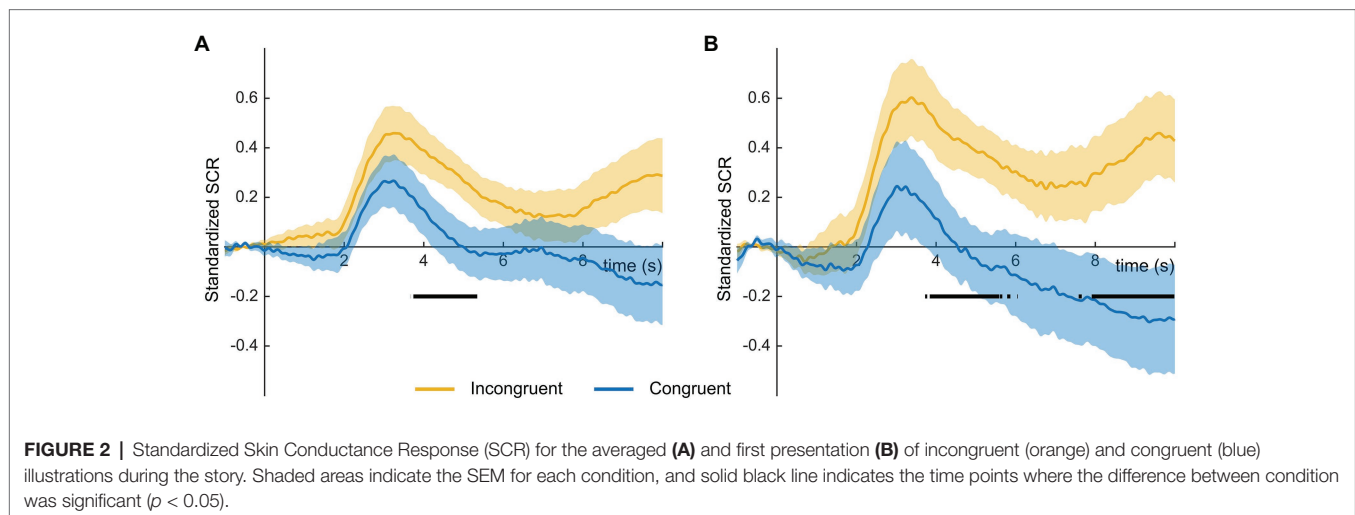 A
B
Standardized SCR
0.6
0.4
0.2
0
-0.2
-0.4
2
4
6
8
time (s)
Standardized SCR
0.6
0.4
0.2
0
-0.2
-0.4
2
4
6
8
time (s)
Incongruent
Congruent
FIGURE 2 | Standardized Skin Conductance Response (SCR) for the averaged (A) and first presentation (B) of incongruent (orange) and congruent (blue)
illustrations during the story. Shaded areas indicate the SEM for each condition, and solid black line indicates the time points where the difference between condition
was significant (p < 0.05).